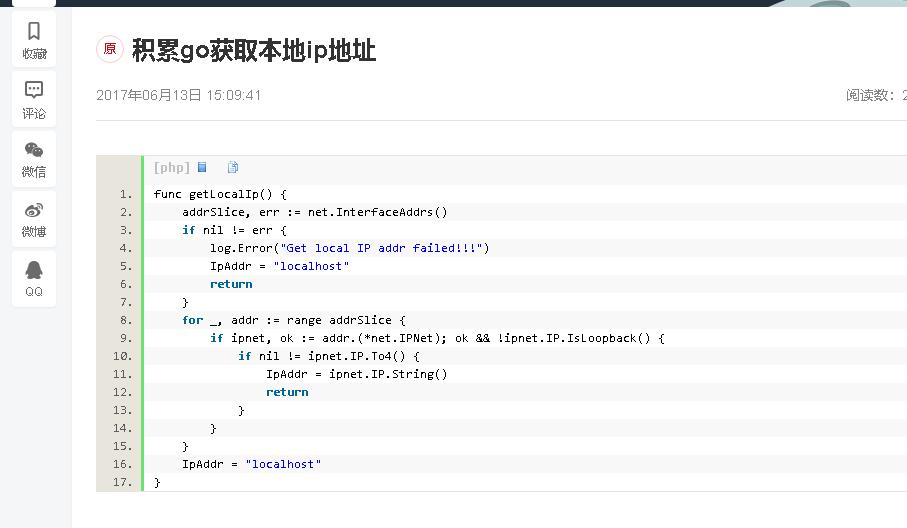 收藏
评论
微信
微博
QQ
原 积累go获取本地ip地址
2017年06月13日 15:09:41 阅读数：2
[php]
1. func getLocalIp() {
2.     addrSlice, err := net.InterfaceAddrs()
3.     if nil != err {
4.         log.Error("Get local IP addr failed!!!")
5.         IpAddr = "localhost"
6.         return
7.     }
8.     for _, addr := range addrSlice {
9.         if ipnet, ok := addr.(*net.IPNet); ok && !ipnet.IP.IsLoopback() {
10.             if nil != ipnet.IP.To4() {
11.                 IpAddr = ipnet.IP.String()
12.                 return
13.             }
14.         }
15.     }
16.     IpAddr = "localhost"
17. }